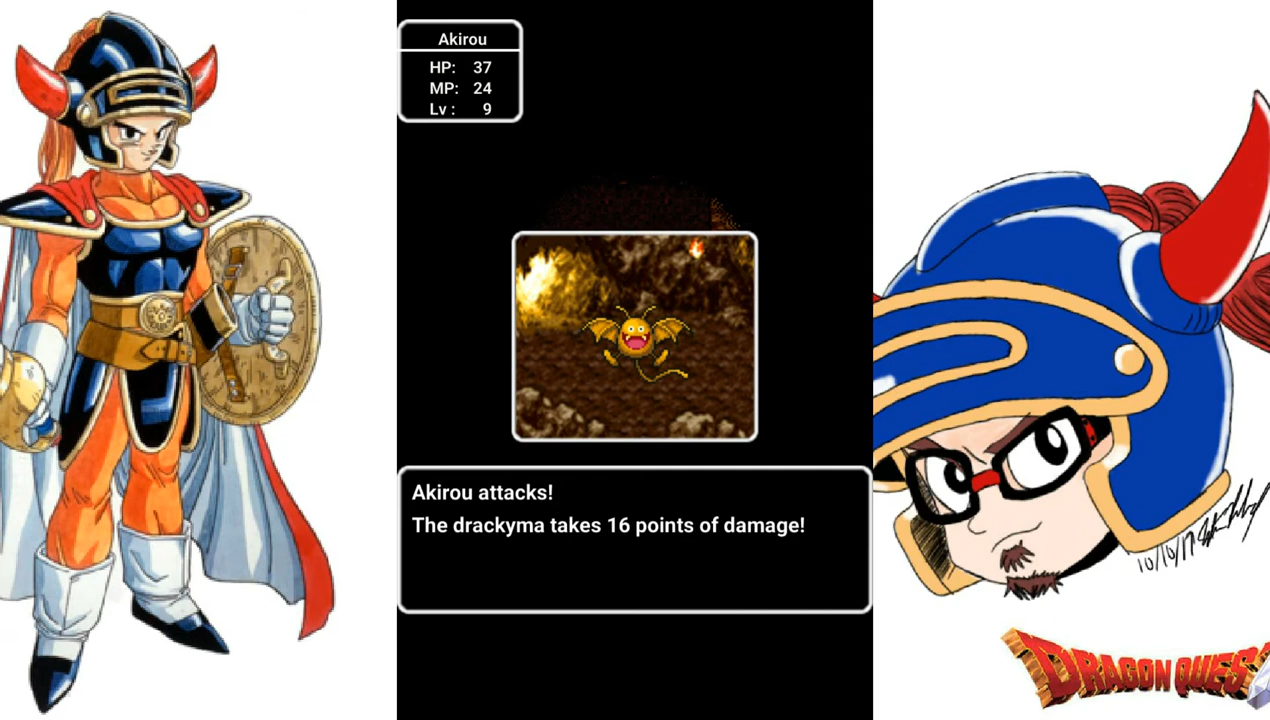 Akirou
HP: 37
MP: 24
Lv : 9
Akirou attacks!
The drackyma takes 16 points of damage!
10/10/17
DRAGON QUES